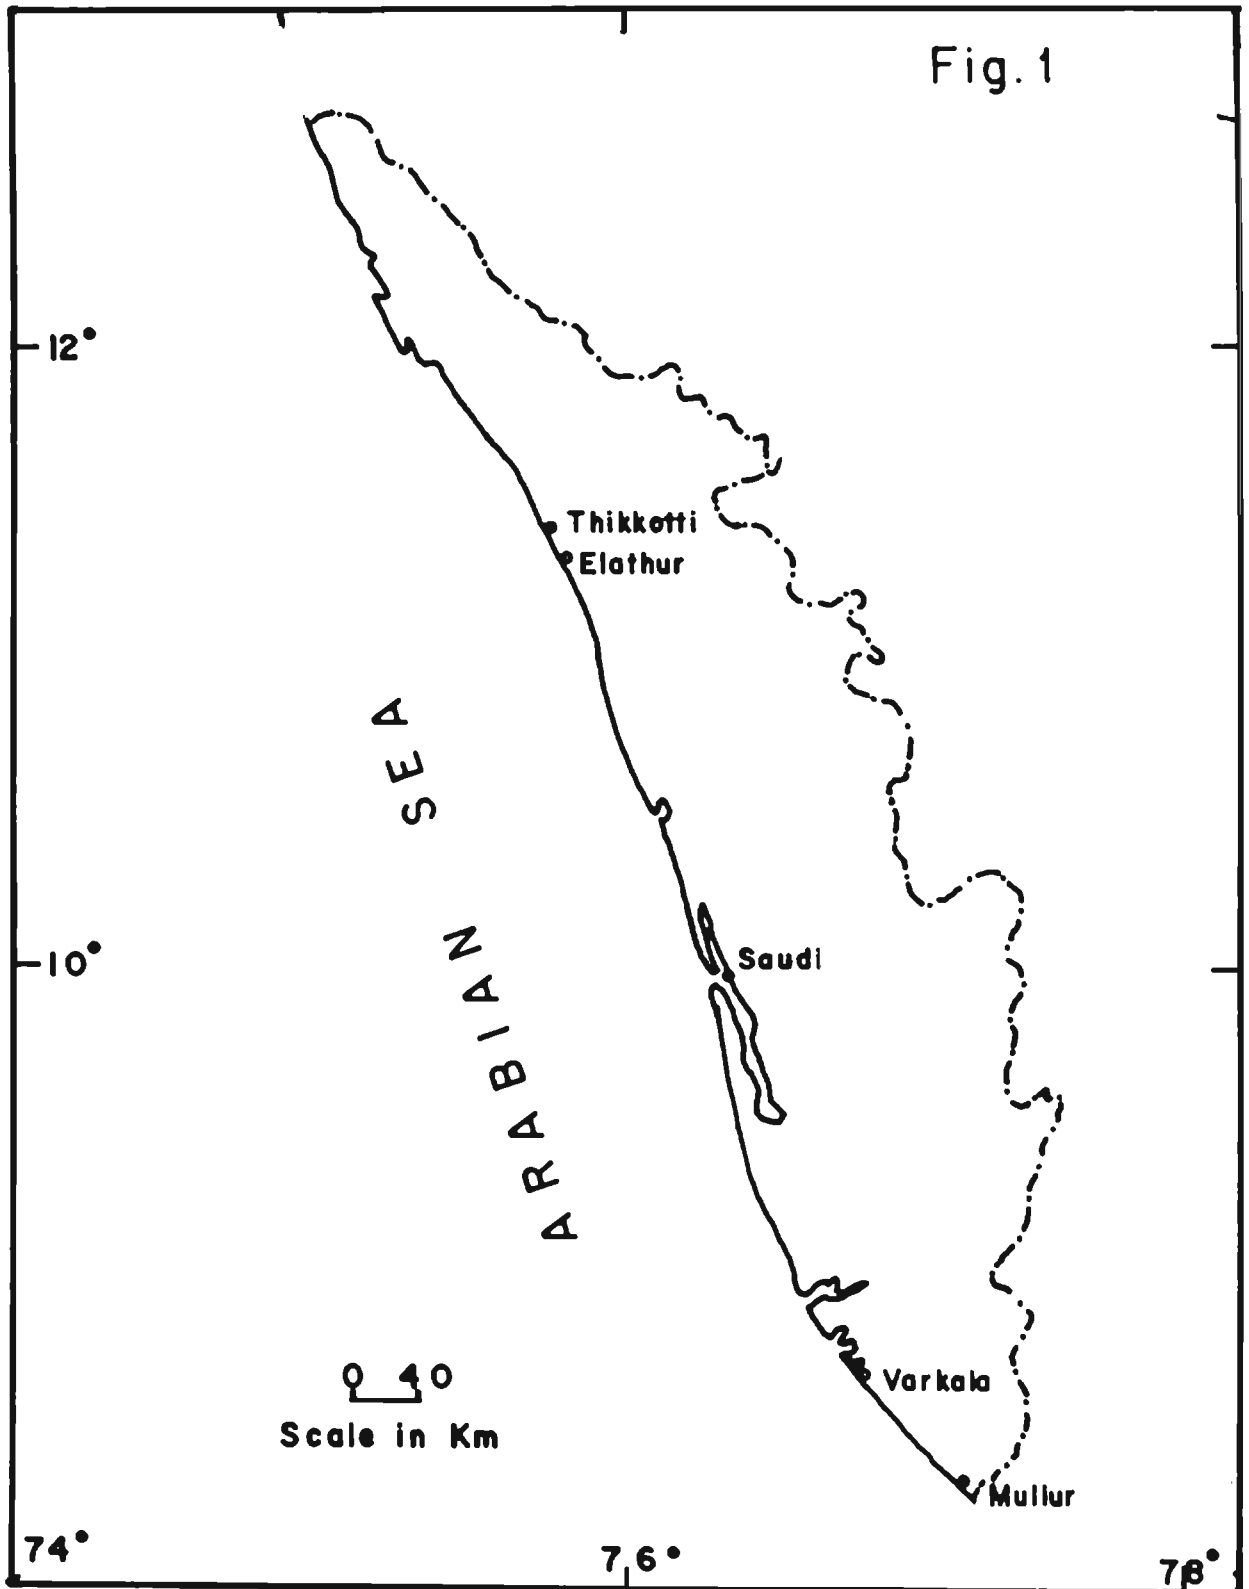 Fig. 1
12°
Thikkotti
Elathur
ARABIAN SEA
10°
Saudi
0 40
Scale in Km
Varkala
Mullur
74°
76°
78°